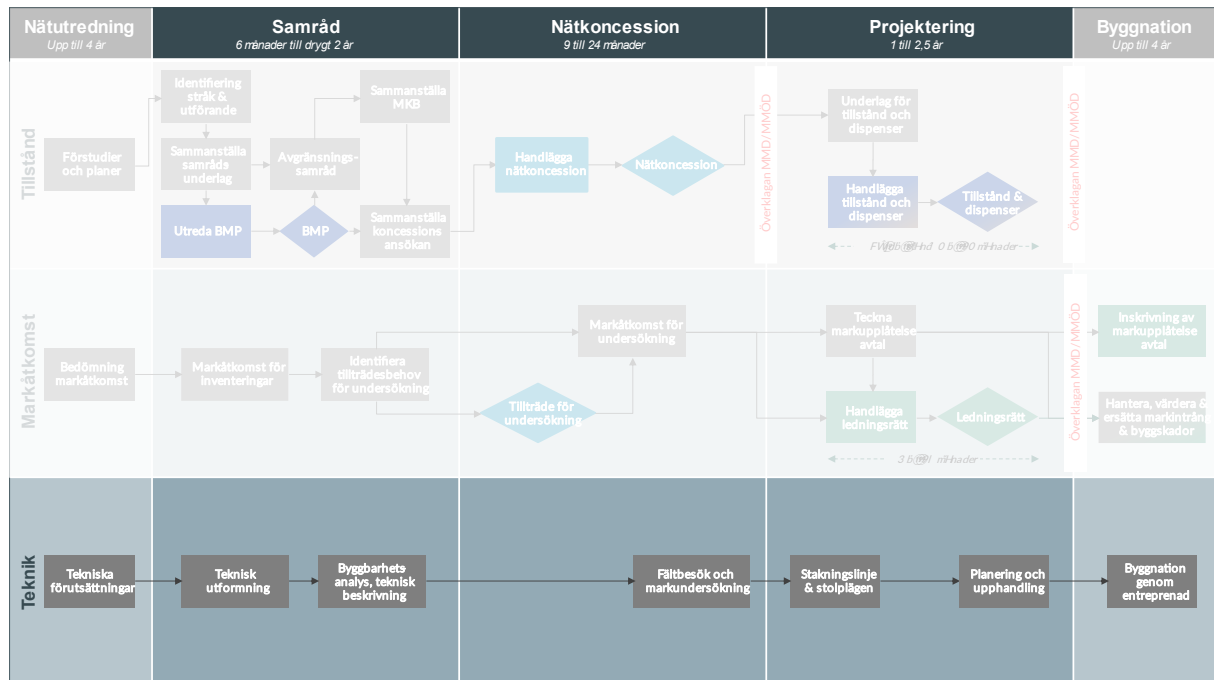 Nätutredning
Upp till 4 år
Samråd
6 månader till drygt 2 år
Nätkoncession
9 till 24 månader
Projektering
1 till 2,5 år
Byggnation
Upp till 4 år
Tillstånd
Förstudier
och planer
Identifiering
stråk &
utförande
Sammanställa
samråds
underlag
Utreda BMP
Avgränsnings-
samråd
BMP
Sammanställa
MKB
Sammanställa
koncessions
ansökan
Handlägga
nätkoncession
Nätkoncession
Överklagan MMD/MMÖD
Underlag för
tillstånd och
dispenser
Handlägga
tillstånd och
dispenser
Tillstånd &
dispenser
Överklagan MMD/MMÖD
Markåtkomst
Bedömning
markåtkomst
Markåtkomst för
inventeringar
Identifiera
tillträdesbehov
för undersökning
Tillträde för
undersökning
Markåtkomst för
undersökning
Teckna
markupplåtelse
avtal
Handlägga
ledningsrätt
Ledningsrätt
Överklagan MMD/MMÖD
Inskrivning av
markupplåtelse
avtal
Hantera, värdera &
ersätta markintrång
& byggskador
Teknik
Tekniska
förutsättningar
Teknisk
utformning
Byggbarhets-
analys, teknisk
beskrivning
Fältbesök och
markundersökning
Stakningslinje
& stolplägen
Planering och
upphandling
Byggnation
genom
entreprenad